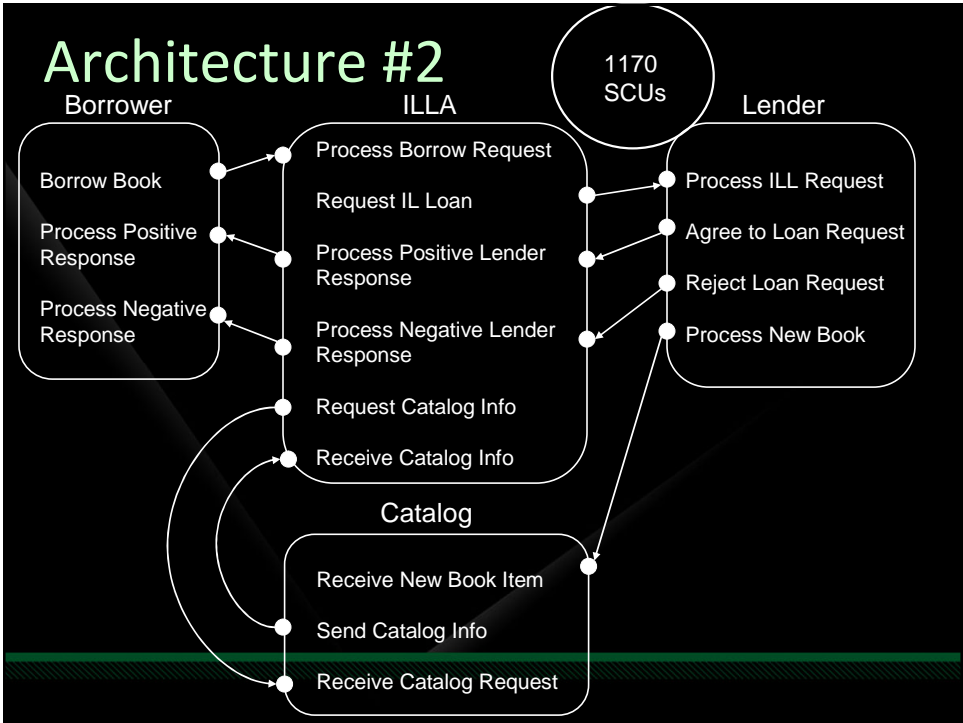 Architecture #2
1170
SCUs
Borrower
ILLA
Lender
Borrow Book
Process Positive
Response
Process Negative
Response
Process Borrow Request
Request IL Loan
Process Positive Lender
Response
Process Negative Lender
Response
Request Catalog Info
Receive Catalog Info
Process ILL Request
Agree to Loan Request
Reject Loan Request
Process New Book
Catalog
Receive New Book Item
Send Catalog Info
Receive Catalog Request